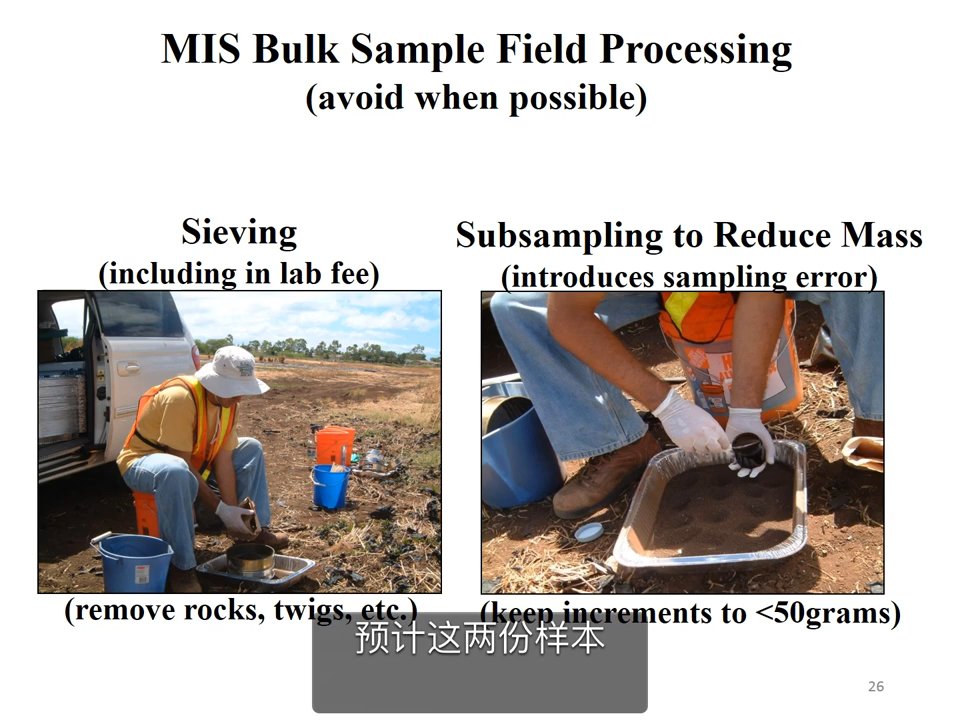 MIS Bulk Sample Field Processing
(avoid when possible)
Sieving
(including in lab fee)
Subsampling to Reduce Mass
(introduces sampling error)
(remove rocks, twigs, etc.)
(keep increments to <50grams)
预计这两份样本
26